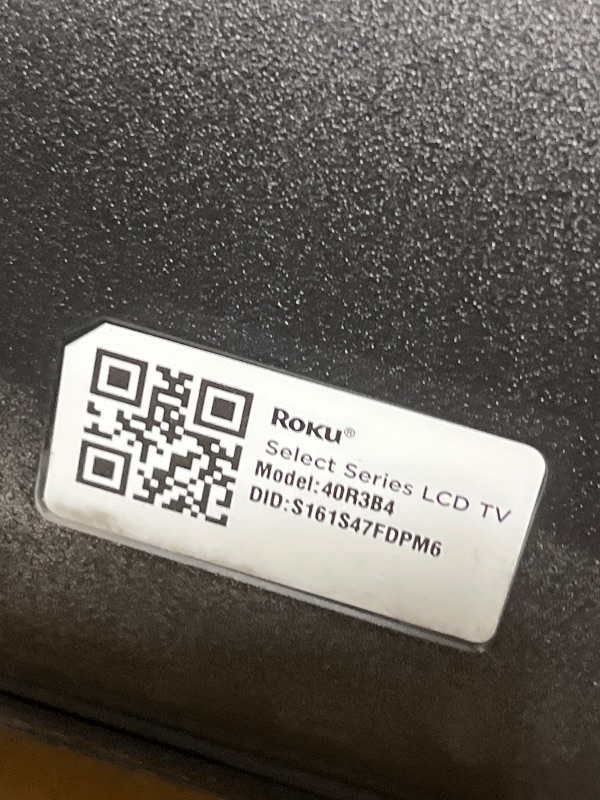 Roku®
Select Series LCD TV
Model:40R3B4
DID:S161S47FDPM6